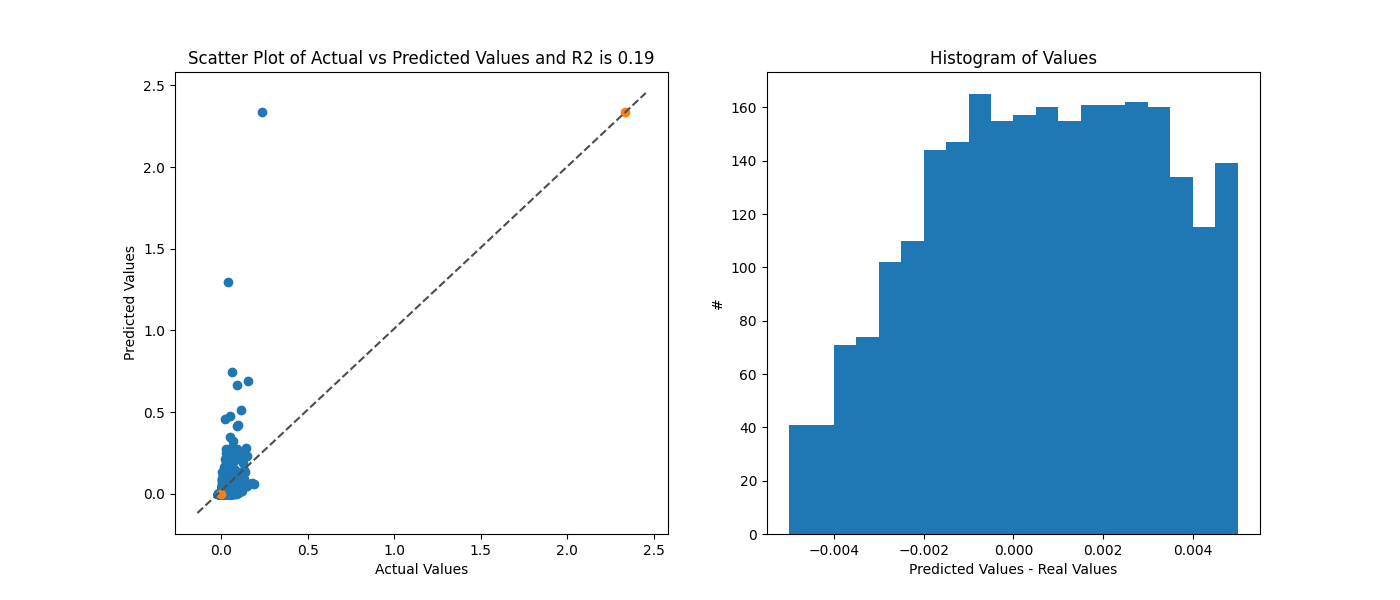 Scatter Plot of Actual vs Predicted Values and R2 is 0.19
2.5
2.0
1.5
1.0
0.5
0.0
Predicted Values
0.0 0.5 1.0 1.5 2.0 2.5
Actual Values
Histogram of Values
160
140
120
100
80
60
40
20
0
#
−0.004 −0.002 0.000 0.002 0.004
Predicted Values - Real Values